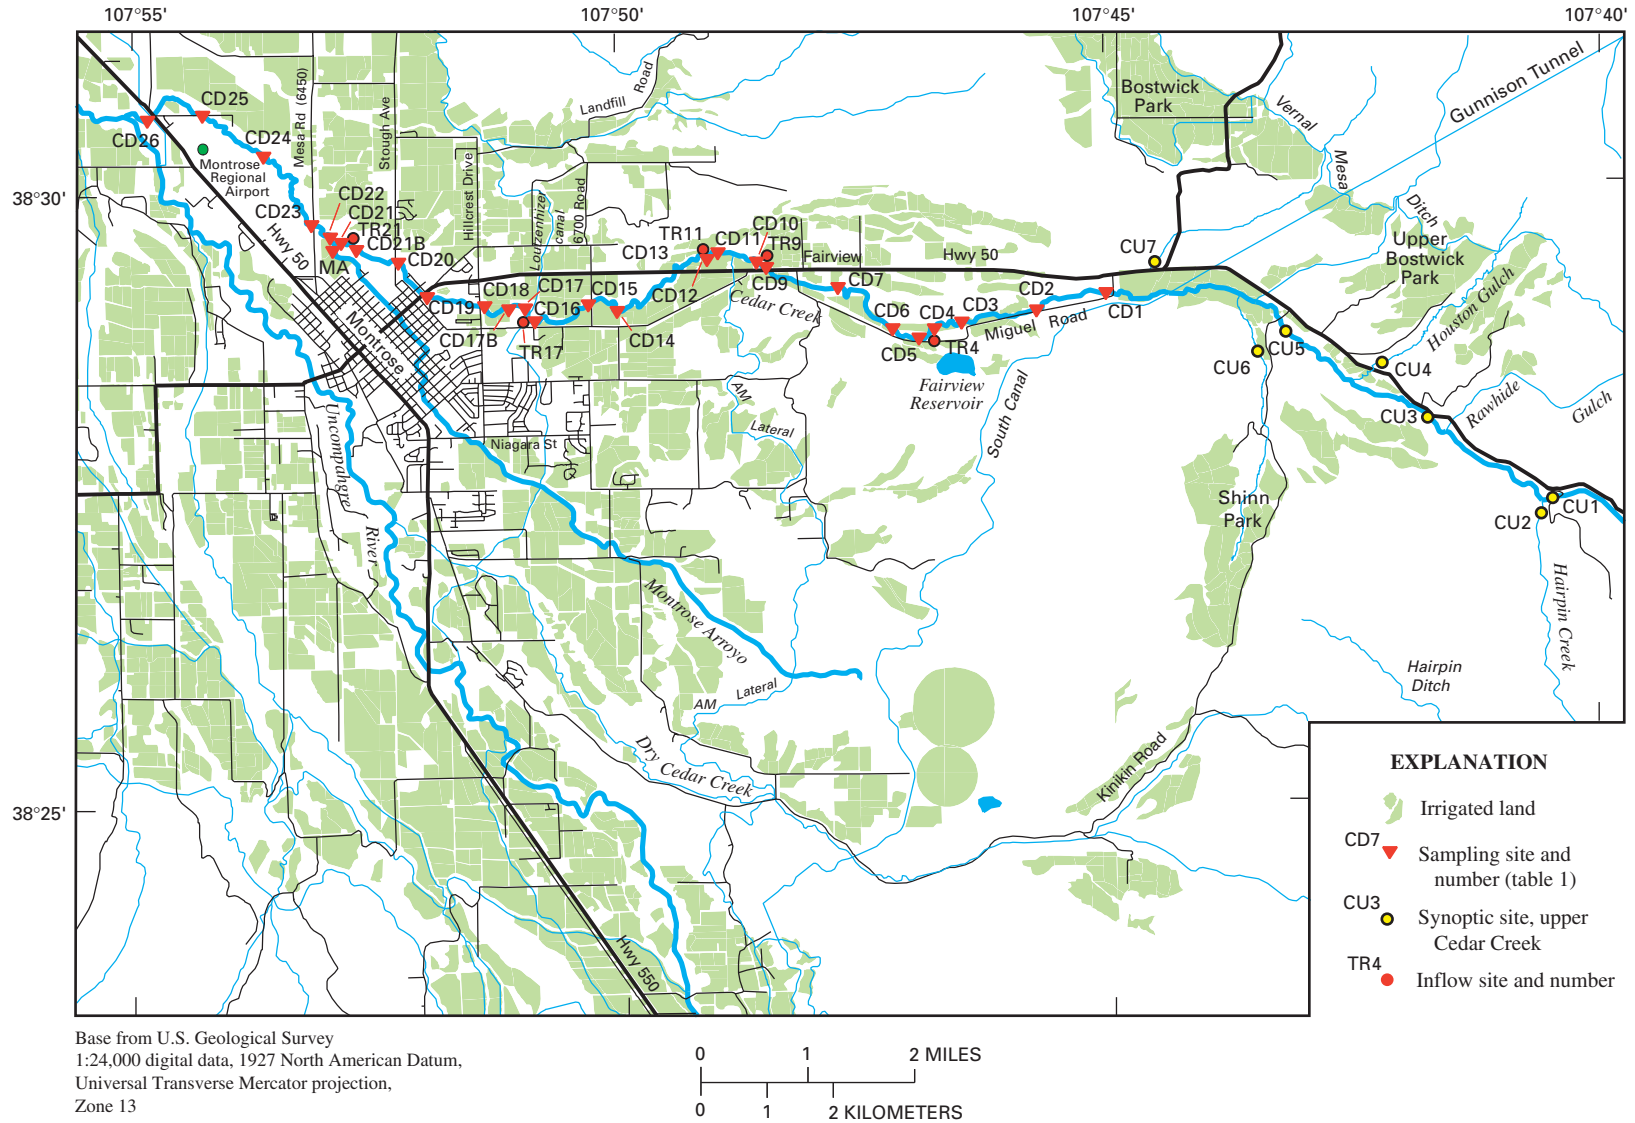 107°55'
107°50'
107°45'
107°40'
38°30'
38°25'
CD25
CD26
CD24
Montrose
Regional
Airport
Mesa Rd (6450)
Stough Ave
Landfill
Road
Bostwick
Park
Vernal
Mesa
Ditch
Gunnison Tunnel
Upper
Bostwick
Park
Houston Gulch
CD22
CD21
TR21
CD23
CD21B
MA
CD20
Hwy 50
Hillcrest Drive
Loutzenhizer
canal
6700 Road
CD10
TR11
CD11
TR9
CD13
Fairview
Hwy 50
CU7
CD12
CD9
CD7
Cedar Creek
CD19
CD18
CD17
CD15
CD16
CD17B
TR17
CD14
CD6
CD4
CD3
CD2
CD1
CD5
TR4
Miguel Road
Fairview
Reservoir
CU5
CU6
CU4
CU3
Rawhide
Gulch
Montrose
AM
Lateral
South Canal
Niagara St
Uncompahgre
River
Shinn
Park
CU1
CU2
Hairpin Creek
Montrose Arroyo
Lateral
AM
Hairpin
Ditch
Dry Cedar Creek
Kinikin Road
Hwy 550
EXPLANATION
Irrigated land
CD7
Sampling site and
number (table 1)
CU3
Synoptic site, upper
Cedar Creek
TR4
Inflow site and number
Base from U.S. Geological Survey
1:24,000 digital data, 1927 North American Datum,
Universal Transverse Mercator projection,
Zone 13
0 1 2 MILES
0 1 2 KILOMETERS